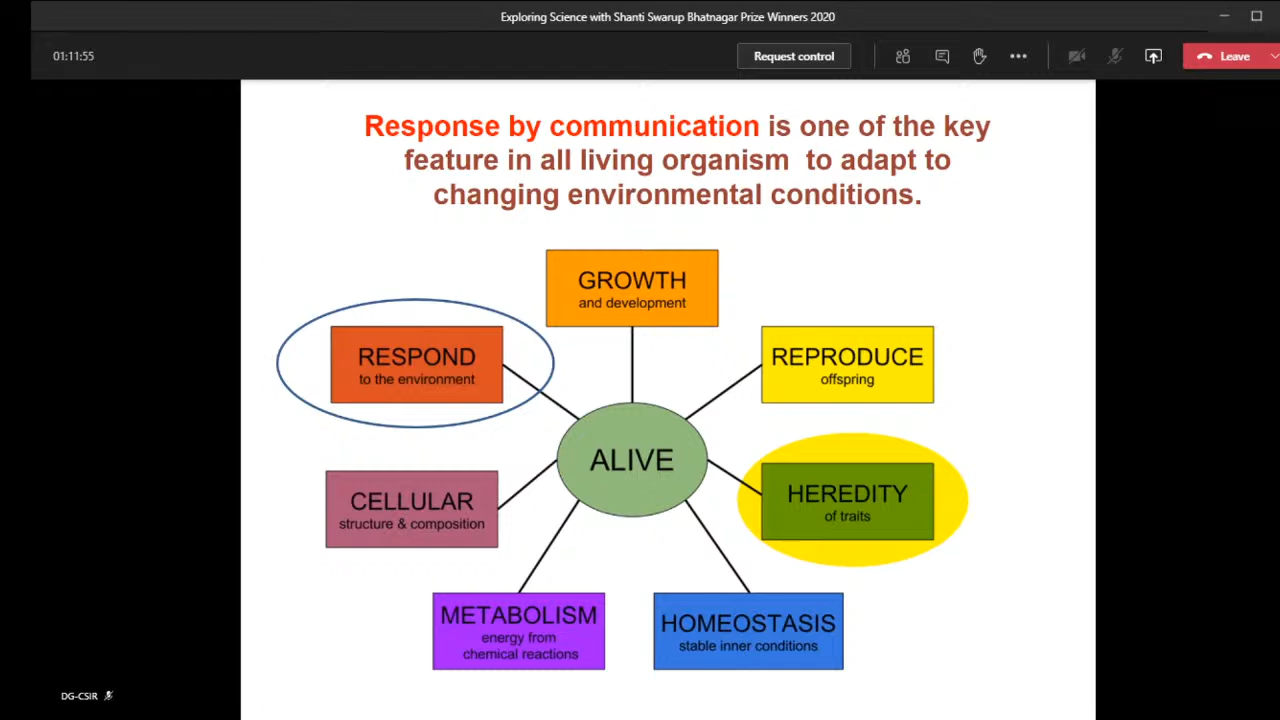 Exploring Science with Shanti Swarup Bhatnagar Prize Winners 2020
01:11:55
Request control
Leave
Response by communication is one of the key
feature in all living organism to adapt to
changing environmental conditions.
GROWTH
and development
RESPOND
to the environment
REPRODUCE
offspring
ALIVE
CELLULAR
structure & composition
HEREDITY
of traits
METABOLISM
energy from
chemical reactions
HOMEOSTASIS
stable inner conditions
DG-CSIR